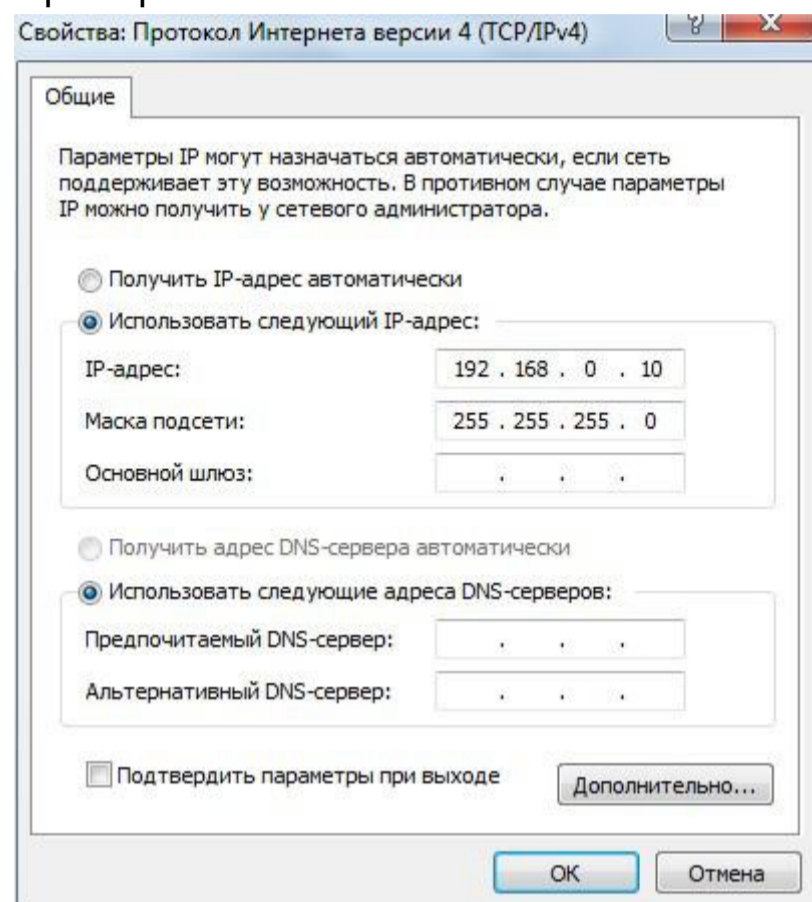 Свойства: Протокол Интернета версии 4 (TCP/IPv4)
?
X
Общие
Параметры IP могут назначаться автоматически, если сеть
поддерживает эту возможность. В противном случае параметры
IP можно получить у сетевого администратора.
Получить IP-адрес автоматически
Использовать следующий IP-адрес:
IP-адрес: 192 . 168 . 0 . 10
Маска подсети: 255 . 255 . 255 . 0
Основной шлюз: . . .
Получить адрес DNS-сервера автоматически
Использовать следующие адреса DNS-серверов:
Предпочитаемый DNS-сервер: . . .
Альтернативный DNS-сервер: . . .
Подтвердить параметры при выходе
Дополнительно...
ОК Отмена